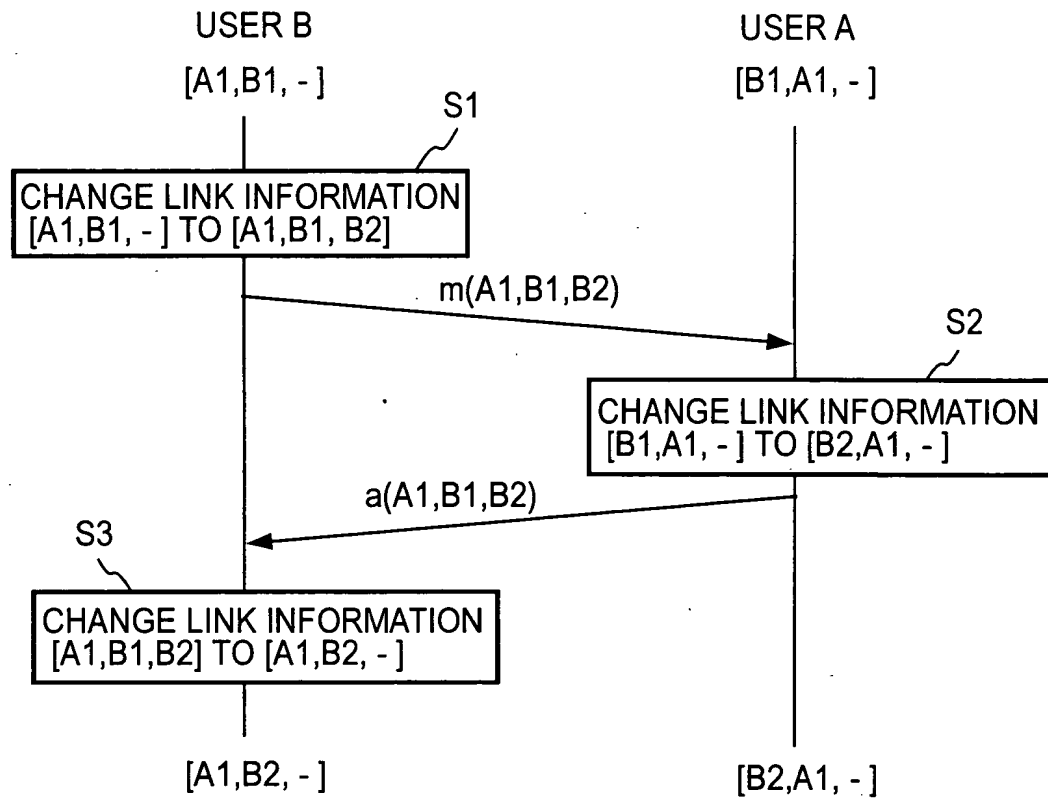 USER B
USER A
[A1,B1, - ]
[B1,A1, - ]
S1
CHANGE LINK INFORMATION
[A1,B1, - ] TO [A1,B1, B2]
m(A1,B1,B2)
S2
CHANGE LINK INFORMATION
[B1,A1, - ] TO [B2,A1, - ]
a(A1,B1,B2)
S3
CHANGE LINK INFORMATION
[A1,B1,B2] TO [A1,B2, - ]
[A1,B2, - ]
[B2,A1, - ]